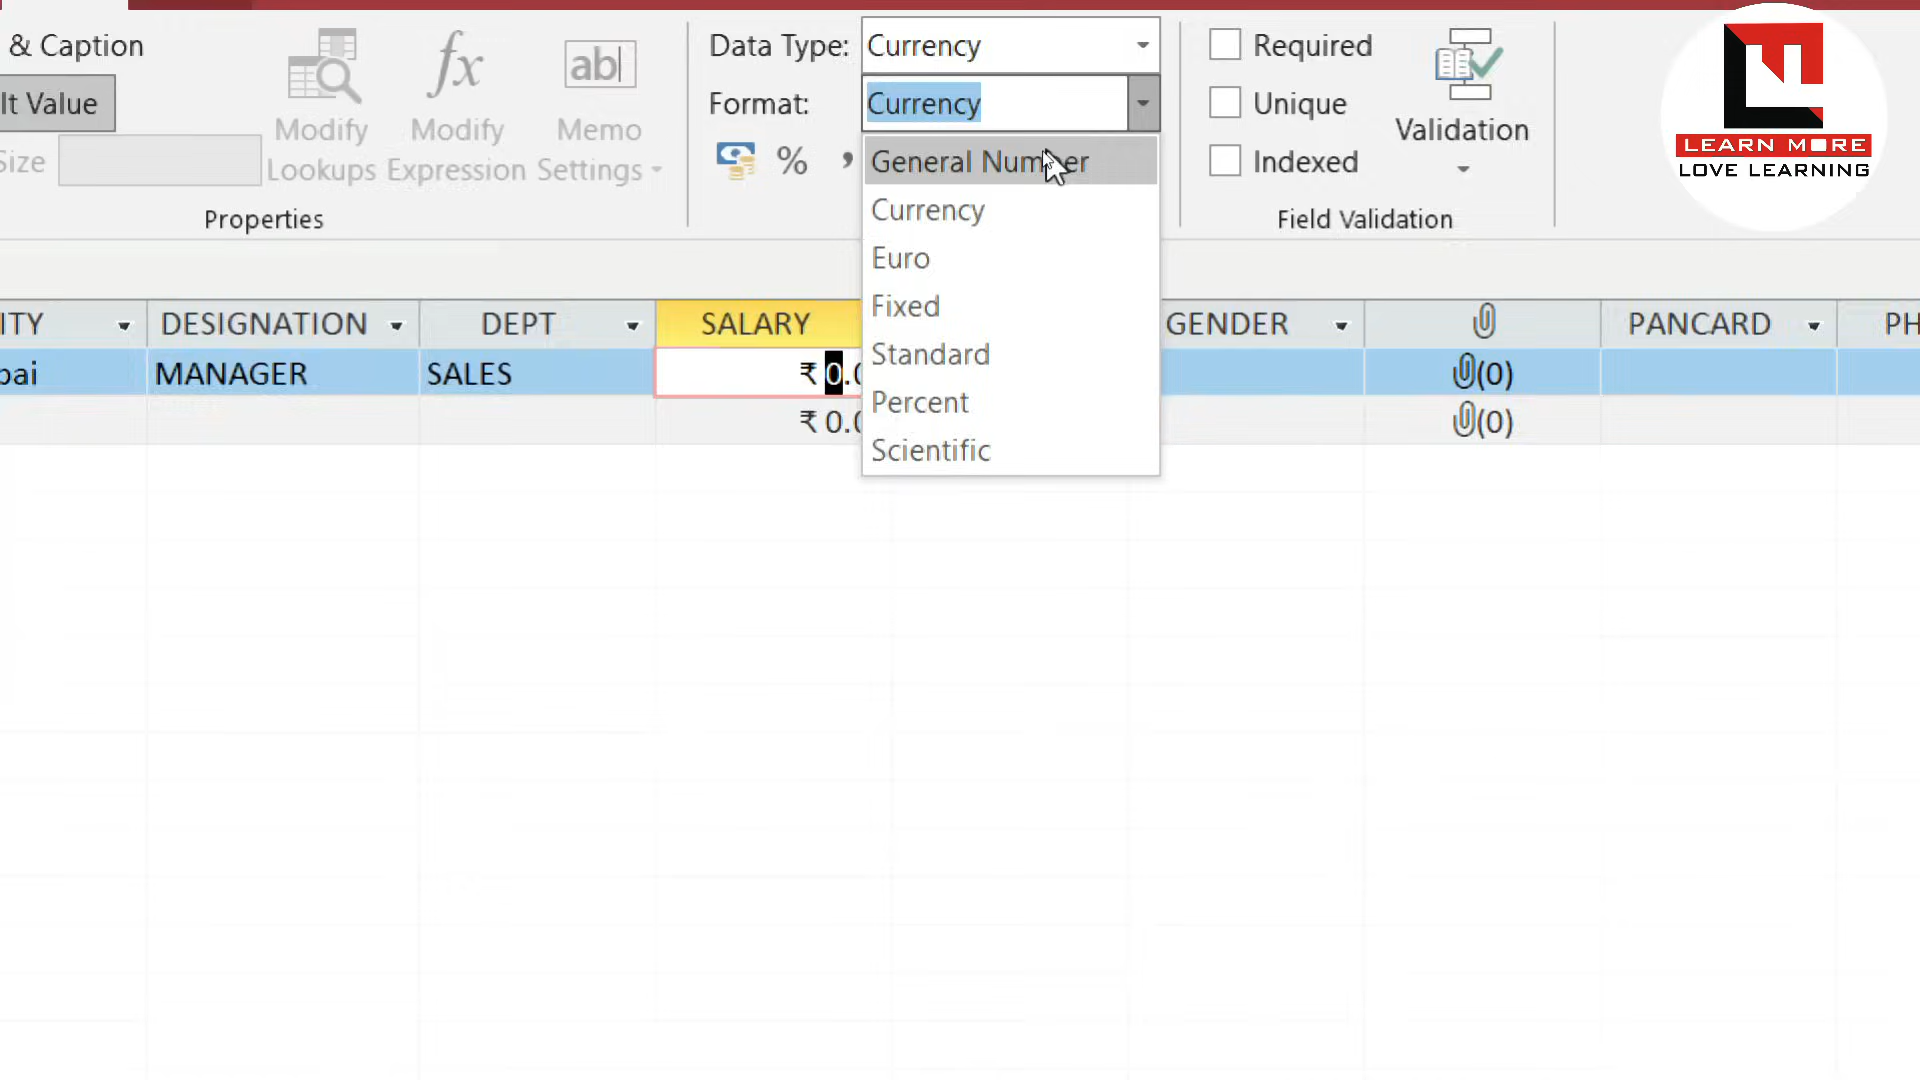 & Caption
lt Value
Size
Modify Lookups
Modify Expression
Memo Settings
Properties
Data Type: Currency
Format: Currency
%
General Number
Currency
Euro
Fixed
Standard
Percent
Scientific
Required
Unique
Indexed
Validation
Field Validation
LEARN MORE
LOVE LEARNING
ITY DESIGNATION DEPT SALARY GENDER PANCARD PH
bai MANAGER SALES ₹ 0.0 (0)
₹ 0.0 (0)